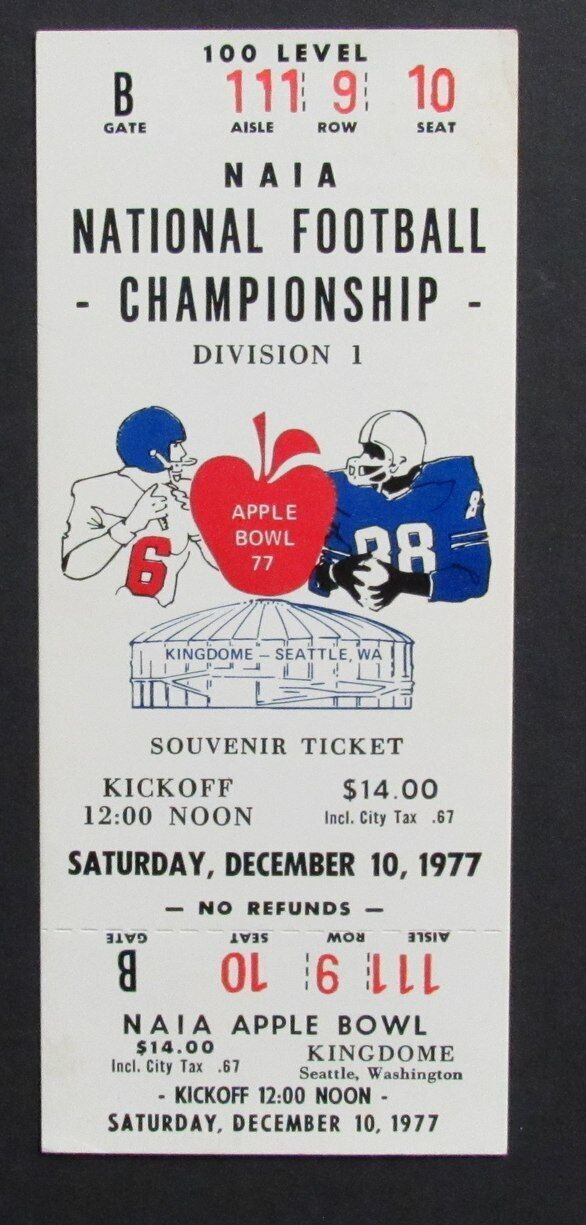 100 LEVEL
B 111 9 10
GATE AISLE ROW SEAT
NAIA
NATIONAL FOOTBALL
- CHAMPIONSHIP -
DIVISION 1
APPLE
BOWL
77
6
88
88
KINGDOME - SEATTLE, WA
SOUVENIR TICKET
KICKOFF $14.00
12:00 NOON Incl. City Tax .67
SATURDAY, DECEMBER 10, 1977
— NO REFUNDS —
GATE SEAT ROW AISLE
B 10 9 111
NAIA APPLE BOWL
$14.00 KINGDOME
Incl. City Tax .67 Seattle, Washington
- KICKOFF 12:00 NOON -
SATURDAY, DECEMBER 10, 1977